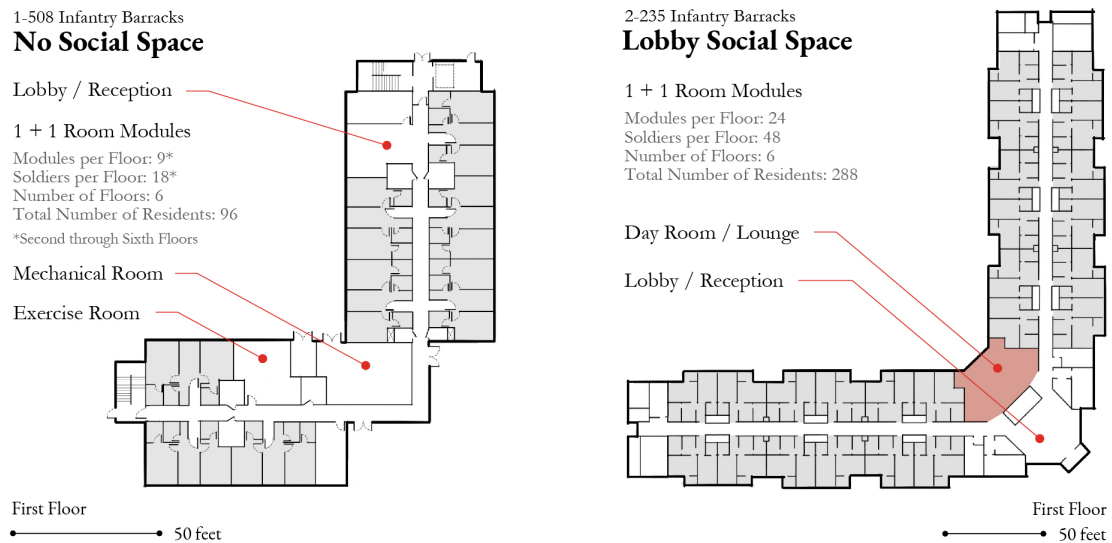 1-508 Infantry Barracks
No Social Space
Lobby / Reception
1 + 1 Room Modules
Modules per Floor: 9*
Soldiers per Floor: 18*
Number of Floors: 6
Total Number of Residents: 96
*Second through Sixth Floors
Mechanical Room
Exercise Room
First Floor
50 feet
2-235 Infantry Barracks
Lobby Social Space
1 + 1 Room Modules
Modules per Floor: 24
Soldiers per Floor: 48
Number of Floors: 6
Total Number of Residents: 288
Day Room / Lounge
Lobby / Reception
First Floor
50 feet